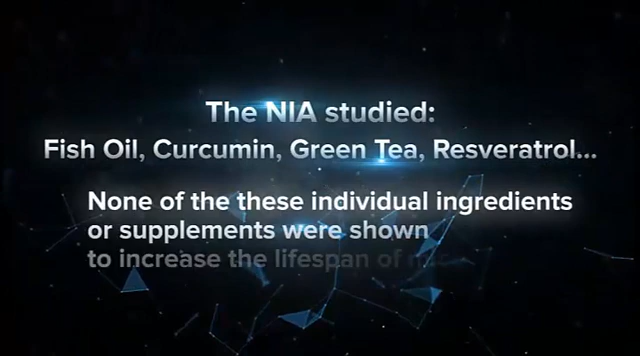 The NIA studied:
Fish Oil, Curcumin, Green Tea, Resveratrol...
None of the these individual ingredients
or supplements were shown
to increase the lifespan of